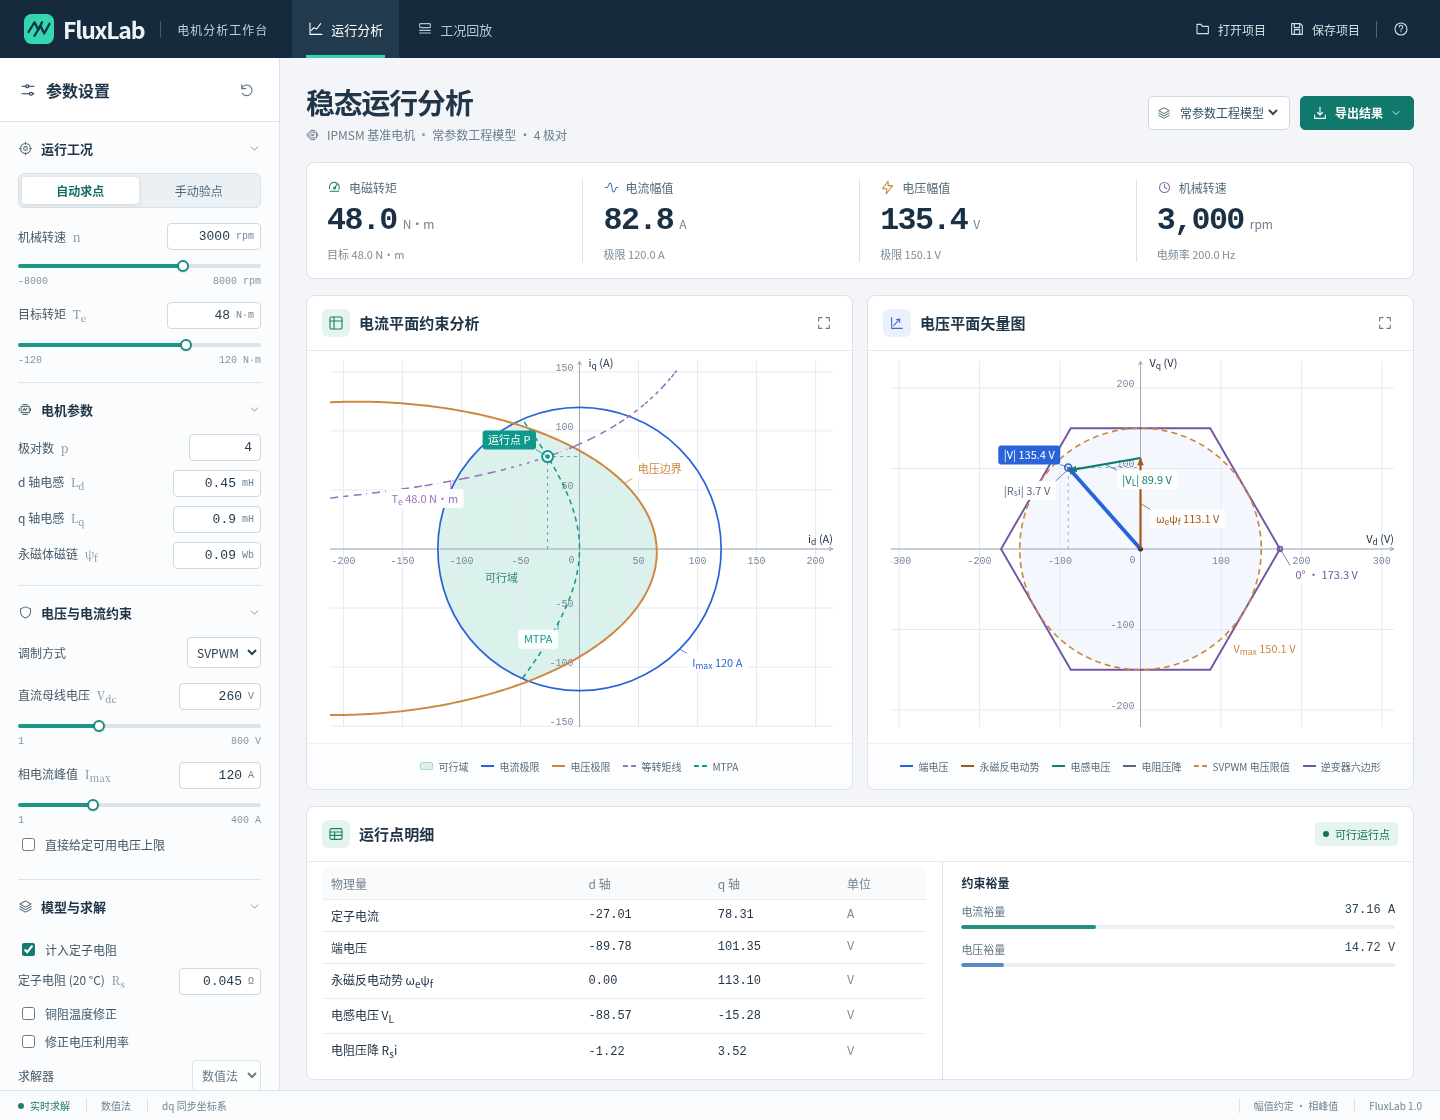 FluxLab 电机分析工作台 运行分析 工况回放 打开项目 保存项目
参数设置
运行工况
自动求点 手动验点
机械转速 n 3000 rpm
-8000 8000 rpm
目标转矩 Te 48 N·m
-120 120 N·m
电机参数
极对数 p 4
d 轴电感 Ld 0.45 mH
q 轴电感 Lq 0.9 mH
永磁体磁链 ψf 0.09 Wb
电压与电流约束
调制方式 SVPWM
直流母线电压 Vdc 260 V
1 800 V
相电流峰值 Imax 120 A
1 400 A
直接给定可用电压上限
模型与求解
计入定子电阻
定子电阻 (20 °C) Rs 0.045 Ω
铜阻温度修正
修正电压利用率
求解器 数值法
稳态运行分析
IPMSM 基准电机 • 常参数工程模型 • 4 极对
常参数工程模型 导出结果
电磁转矩
48.0 N·m
目标 48.0 N·m
电流幅值
82.8 A
极限 120.0 A
电压幅值
135.4 V
极限 150.1 V
机械转速
3,000 rpm
电频率 200.0 Hz
电流平面约束分析
iq (A)
150
100
50
-50
-100
-150
id (A)
-200 -150 -100 -50 0 50 100 150 200
运行点 P
电压边界
Te 48.0 N·m
可行域
MTPA
Imax 120 A
可行域 电流极限 电压极限 等转矩线 MTPA
电压平面矢量图
Vq (V)
200
100
-100
-200
Vd (V)
-300 -200 -100 0 100 200 300
|V| 135.4 V
|VL| 89.9 V
|Rsi| 3.7 V
ωeψf 113.1 V
0° · 173.3 V
Vmax 150.1 V
端电压 永磁反电动势 电感电压 电阻压降 SVPWM 电压限值 逆变器六边形
运行点明细 可行运行点
物理量 d 轴 q 轴 单位
定子电流 -27.01 78.31 A
端电压 -89.78 101.35 V
永磁反电动势 ωeψf 0.00 113.10 V
电感电压 VL -88.57 -15.28 V
电阻压降 Rsi -1.22 3.52 V
约束裕量
电流裕量 37.16 A
电压裕量 14.72 V
实时求解 数值法 dq 同步坐标系 幅值约定 · 相峰值 FluxLab 1.0